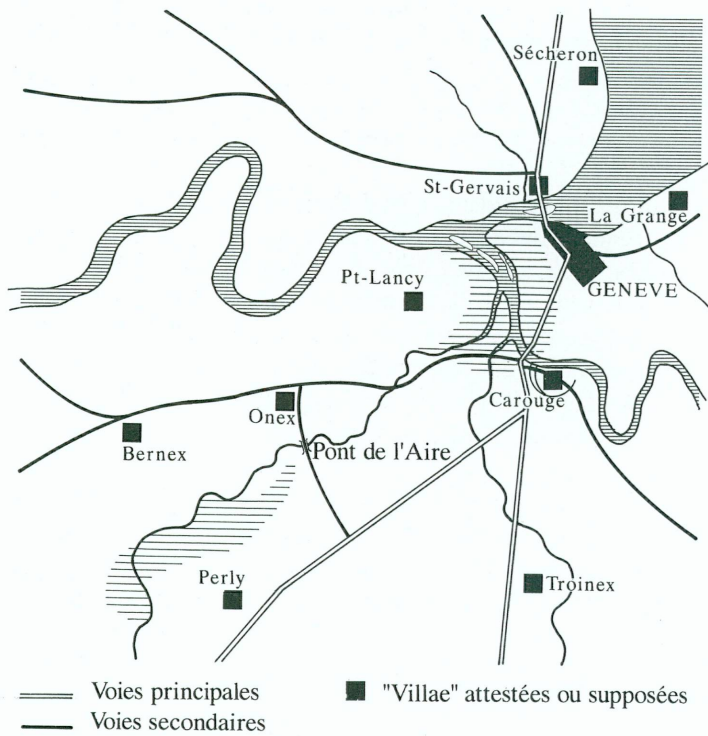 Sécheron
St-Gervais
La Grange
Pt-Lancy
GENEVE
Carouge
Onex
Bernex
Pont de l'Aire
Perly
Troinex
Voies principales
"Villae" attestées ou supposées
Voies secondaires